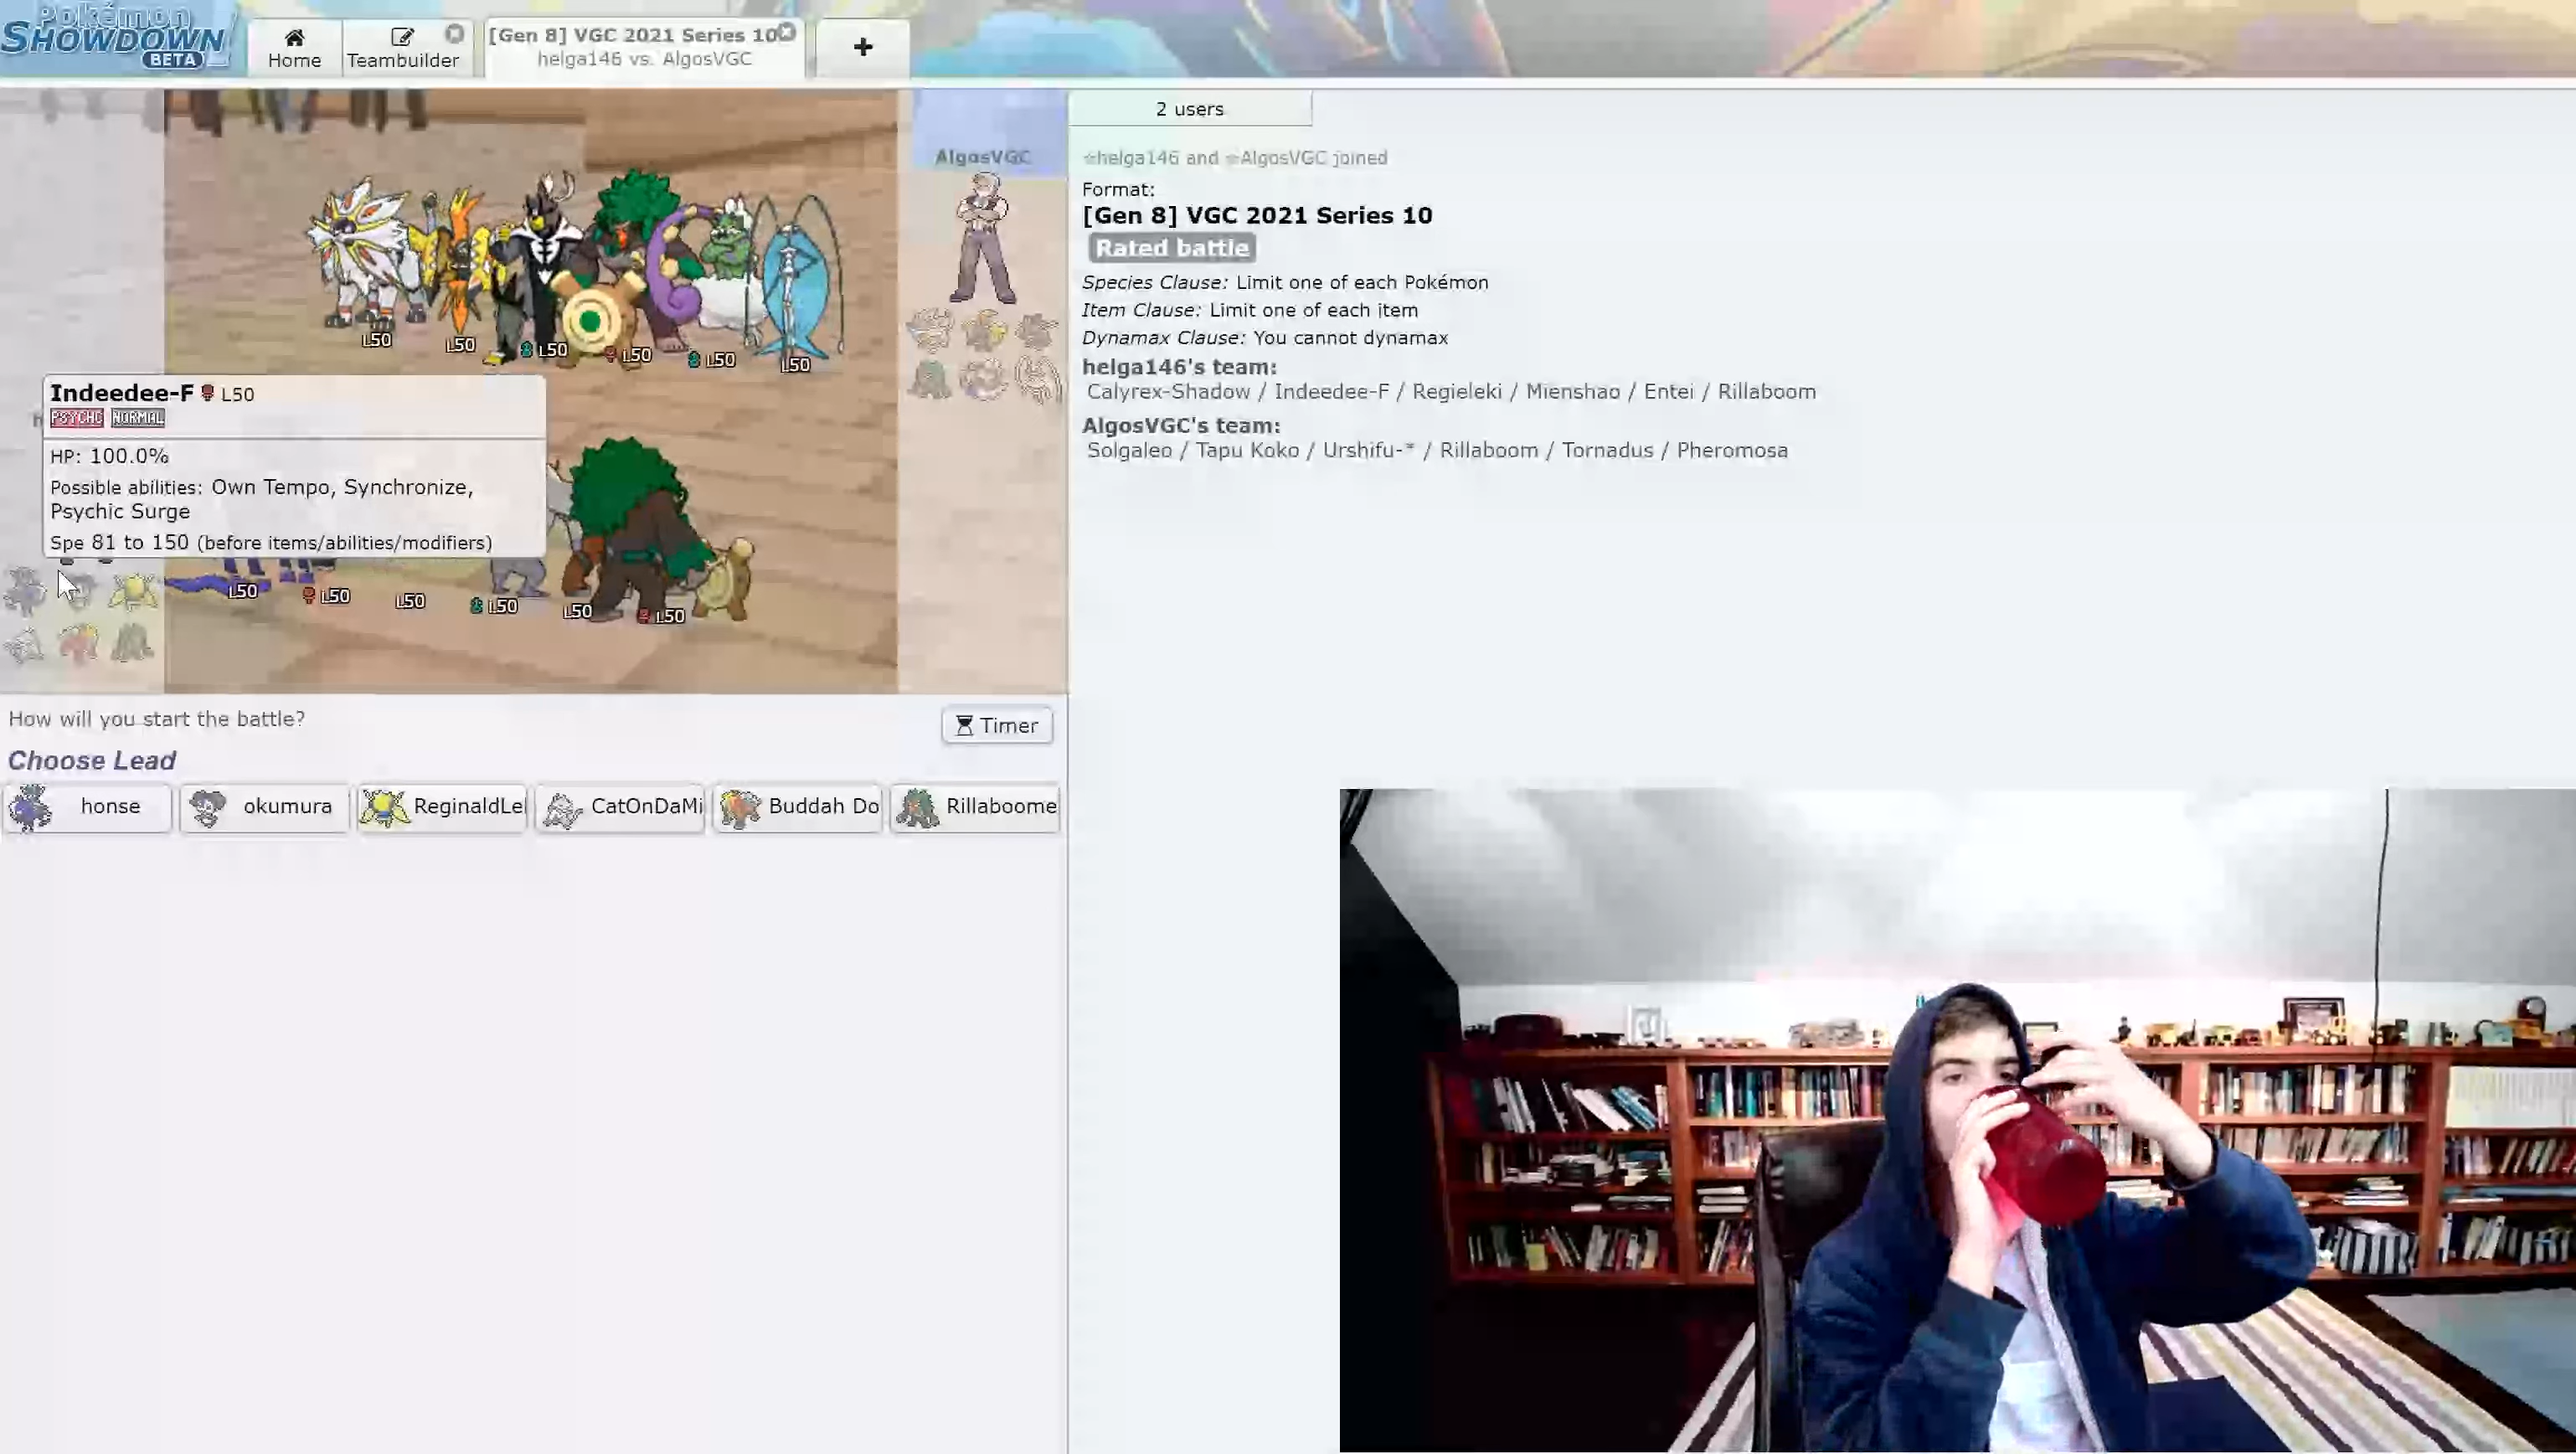 Pokémon
SHOWDOWN
BETA
Home
Teambuilder
[Gen 8] VGC 2021 Series 10
helga146 vs. AlgosVGC
2 users
☆helga146 and ☆AlgosVGC joined
Format:
[Gen 8] VGC 2021 Series 10
Rated battle
Species Clause: Limit one of each Pokémon
Item Clause: Limit one of each item
Dynamax Clause: You cannot dynamax
helga146's team:
Calyrex-Shadow / Indeedee-F / Regieleki / Mienshao / Entei / Rillaboom
AlgosVGC's team:
Solgaleo / Tapu Koko / Urshifu-* / Rillaboom / Tornadus / Pheromosa
AlgosVGC
L50
L50
L50
L50
L50
L50
Indeedee-F L50
PSYCHC NORMAL
HP: 100.0%
Possible abilities: Own Tempo, Synchronize,
Psychic Surge
Spe 81 to 150 (before items/abilities/modifiers)
L50
L50
L50
L50
L50
L50
How will you start the battle?
Timer
Choose Lead
honse
okumura
ReginaldLe
CatOnDaMi
Buddah Do
Rillaboome